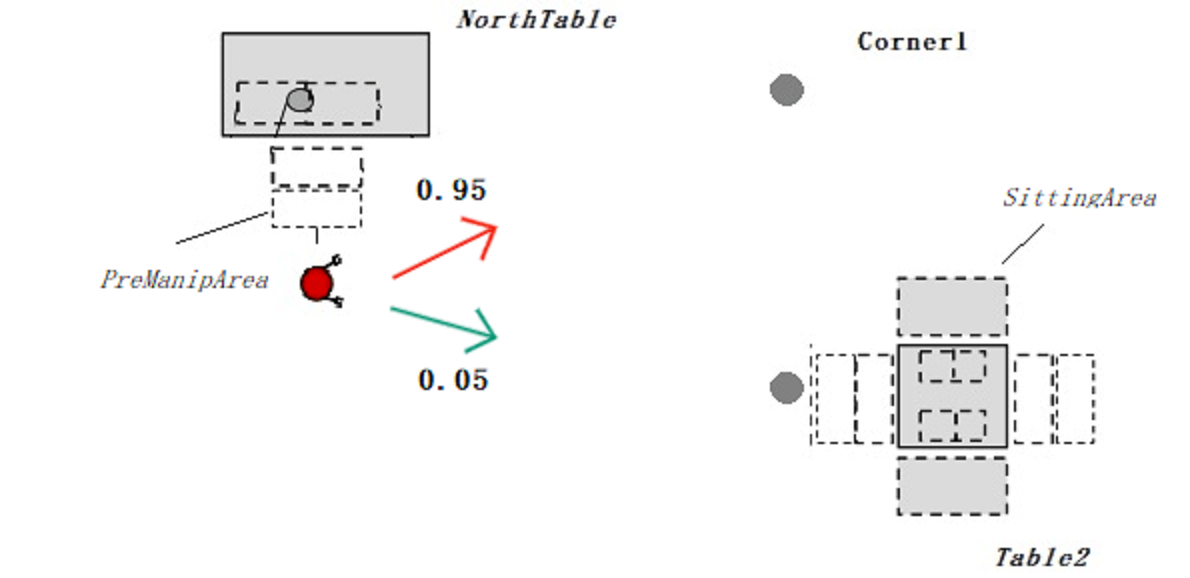 NorthTable
Corner1
0.95
SittingArea
PreManipArea
0.05
Table2